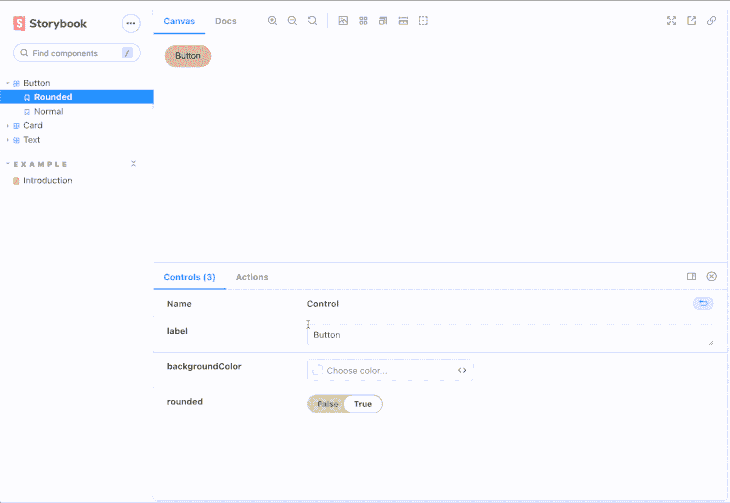 Storybook
Canvas Docs
Find components /
Button
Button
Rounded
Normal
Card
Text
EXAMPLE
Introduction
Controls (3) Actions
Name Control
label Button
backgroundColor Choose color...
rounded False True